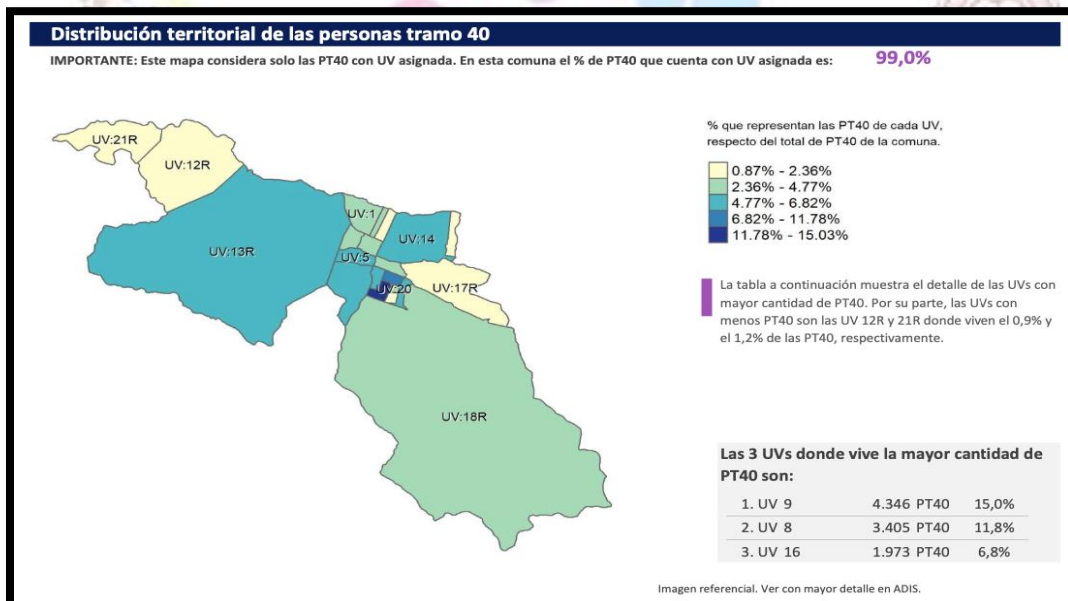 Distribución territorial de las personas tramo 40
IMPORTANTE: Este mapa considera solo las PT40 con UV asignada. En esta comuna el % de PT40 que cuenta con UV asignada es: 99,0%
UV:21R
UV:12R
UV:13R
UV:1
UV:5
UV:14
UV:20
UV:17R
UV:18R
% que representan las PT40 de cada UV,
respecto del total de PT40 de la comuna.
0.87% - 2.36%
2.36% - 4.77%
4.77% - 6.82%
6.82% - 11.78%
11.78% - 15.03%
La tabla a continuación muestra el detalle de las UVs con
mayor cantidad de PT40. Por su parte, las UVs con
menos PT40 son las UV 12R y 21R donde viven el 0,9% y
el 1,2% de las PT40, respectivamente.
Las 3 UVs donde vive la mayor cantidad de
PT40 son:
1. UV 9 4.346 PT40 15,0%
2. UV 8 3.405 PT40 11,8%
3. UV 16 1.973 PT40 6,8%
Imagen referencial. Ver con mayor detalle en ADIS.